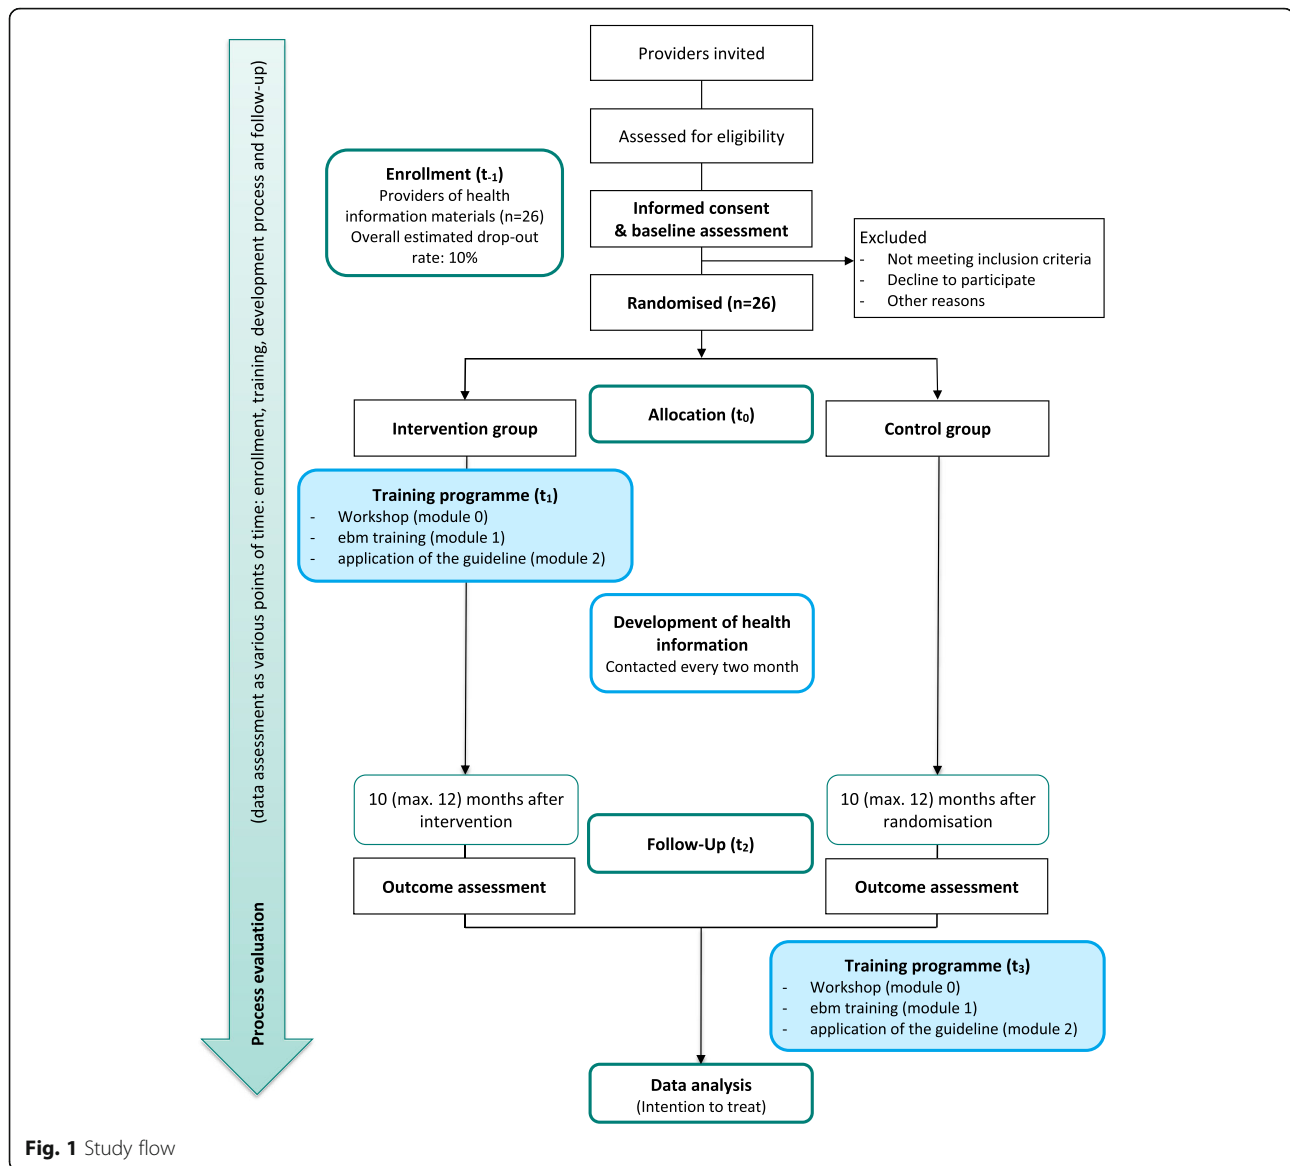 Providers invited
Assessed for eligibility
Enrollment (t-1)
Providers of health
information materials (n=26)
Overall estimated drop-out
rate: 10%
Informed consent
& baseline assessment
Excluded
- Not meeting inclusion criteria
- Decline to participate
- Other reasons
Randomised (n=26)
Allocation (t0)
Intervention group
Control group
Training programme (t1)
- Workshop (module 0)
- ebm training (module 1)
- application of the guideline (module 2)
Development of health
information
Contacted every two month
10 (max. 12) months after
intervention
10 (max. 12) months after
randomisation
Follow-Up (t2)
Outcome assessment
Outcome assessment
Training programme (t3)
- Workshop (module 0)
- ebm training (module 1)
- application of the guideline (module 2)
Data analysis
(Intention to treat)
Process evaluation (data assessment as various points of time: enrollment, training, development process and follow-up)
Fig. 1 Study flow